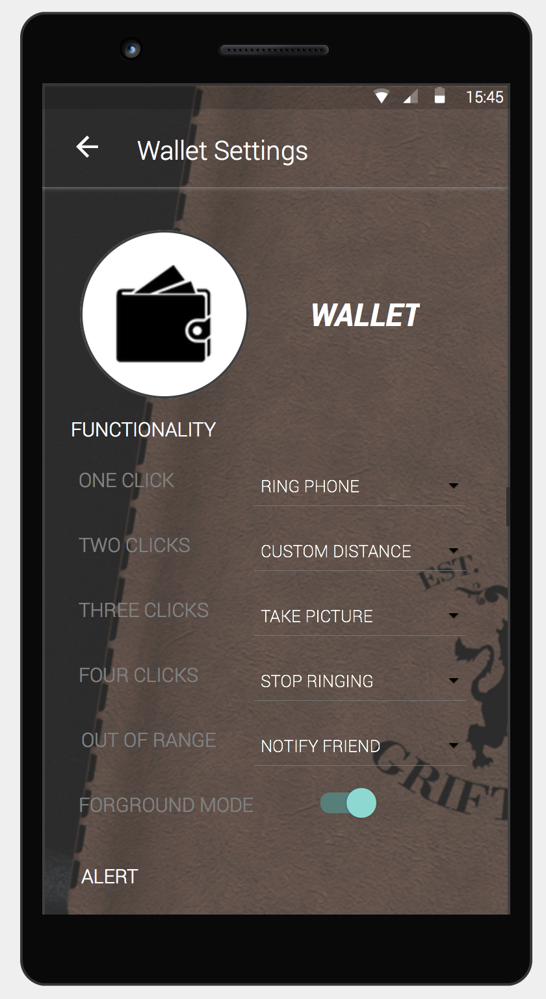 15:45
Wallet Settings
WALLET
FUNCTIONALITY
ONE CLICK RING PHONE
TWO CLICKS CUSTOM DISTANCE
EST.
THREE CLICKS TAKE PICTURE
FOUR CLICKS STOP RINGING
OUT OF RANGE NOTIFY FRIEND
GRIFT
FORGROUND MODE
ALERT